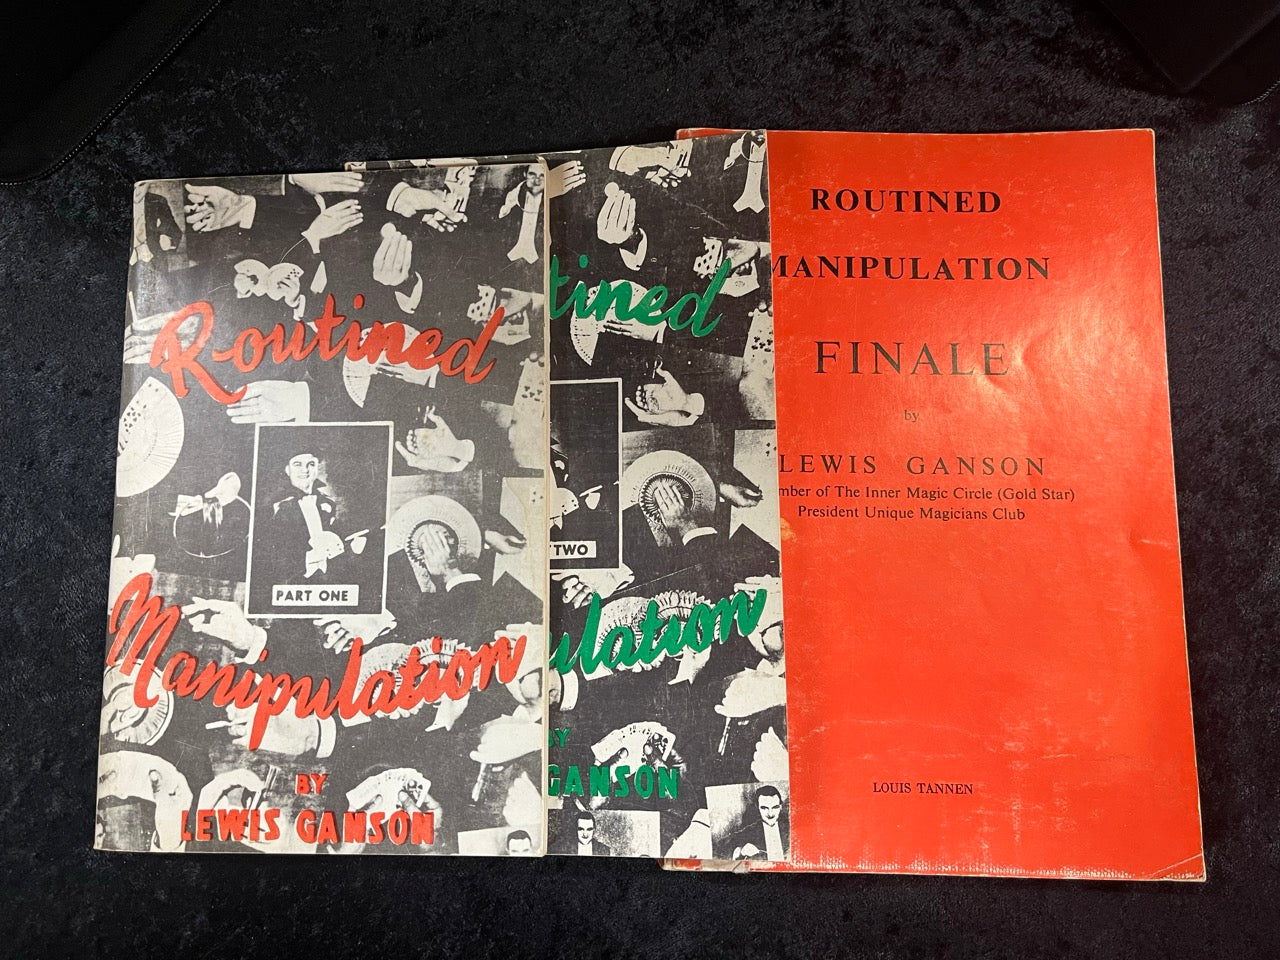 Routined
PART ONE
Manipulation
BY
LEWIS GANSON
tined
TWO
ulation
BY
GANSON
ROUTINED
MANIPULATION
FINALE
by
LEWIS GANSON
mber of The Inner Magic Circle (Gold Star)
President Unique Magicians Club
LOUIS TANNEN